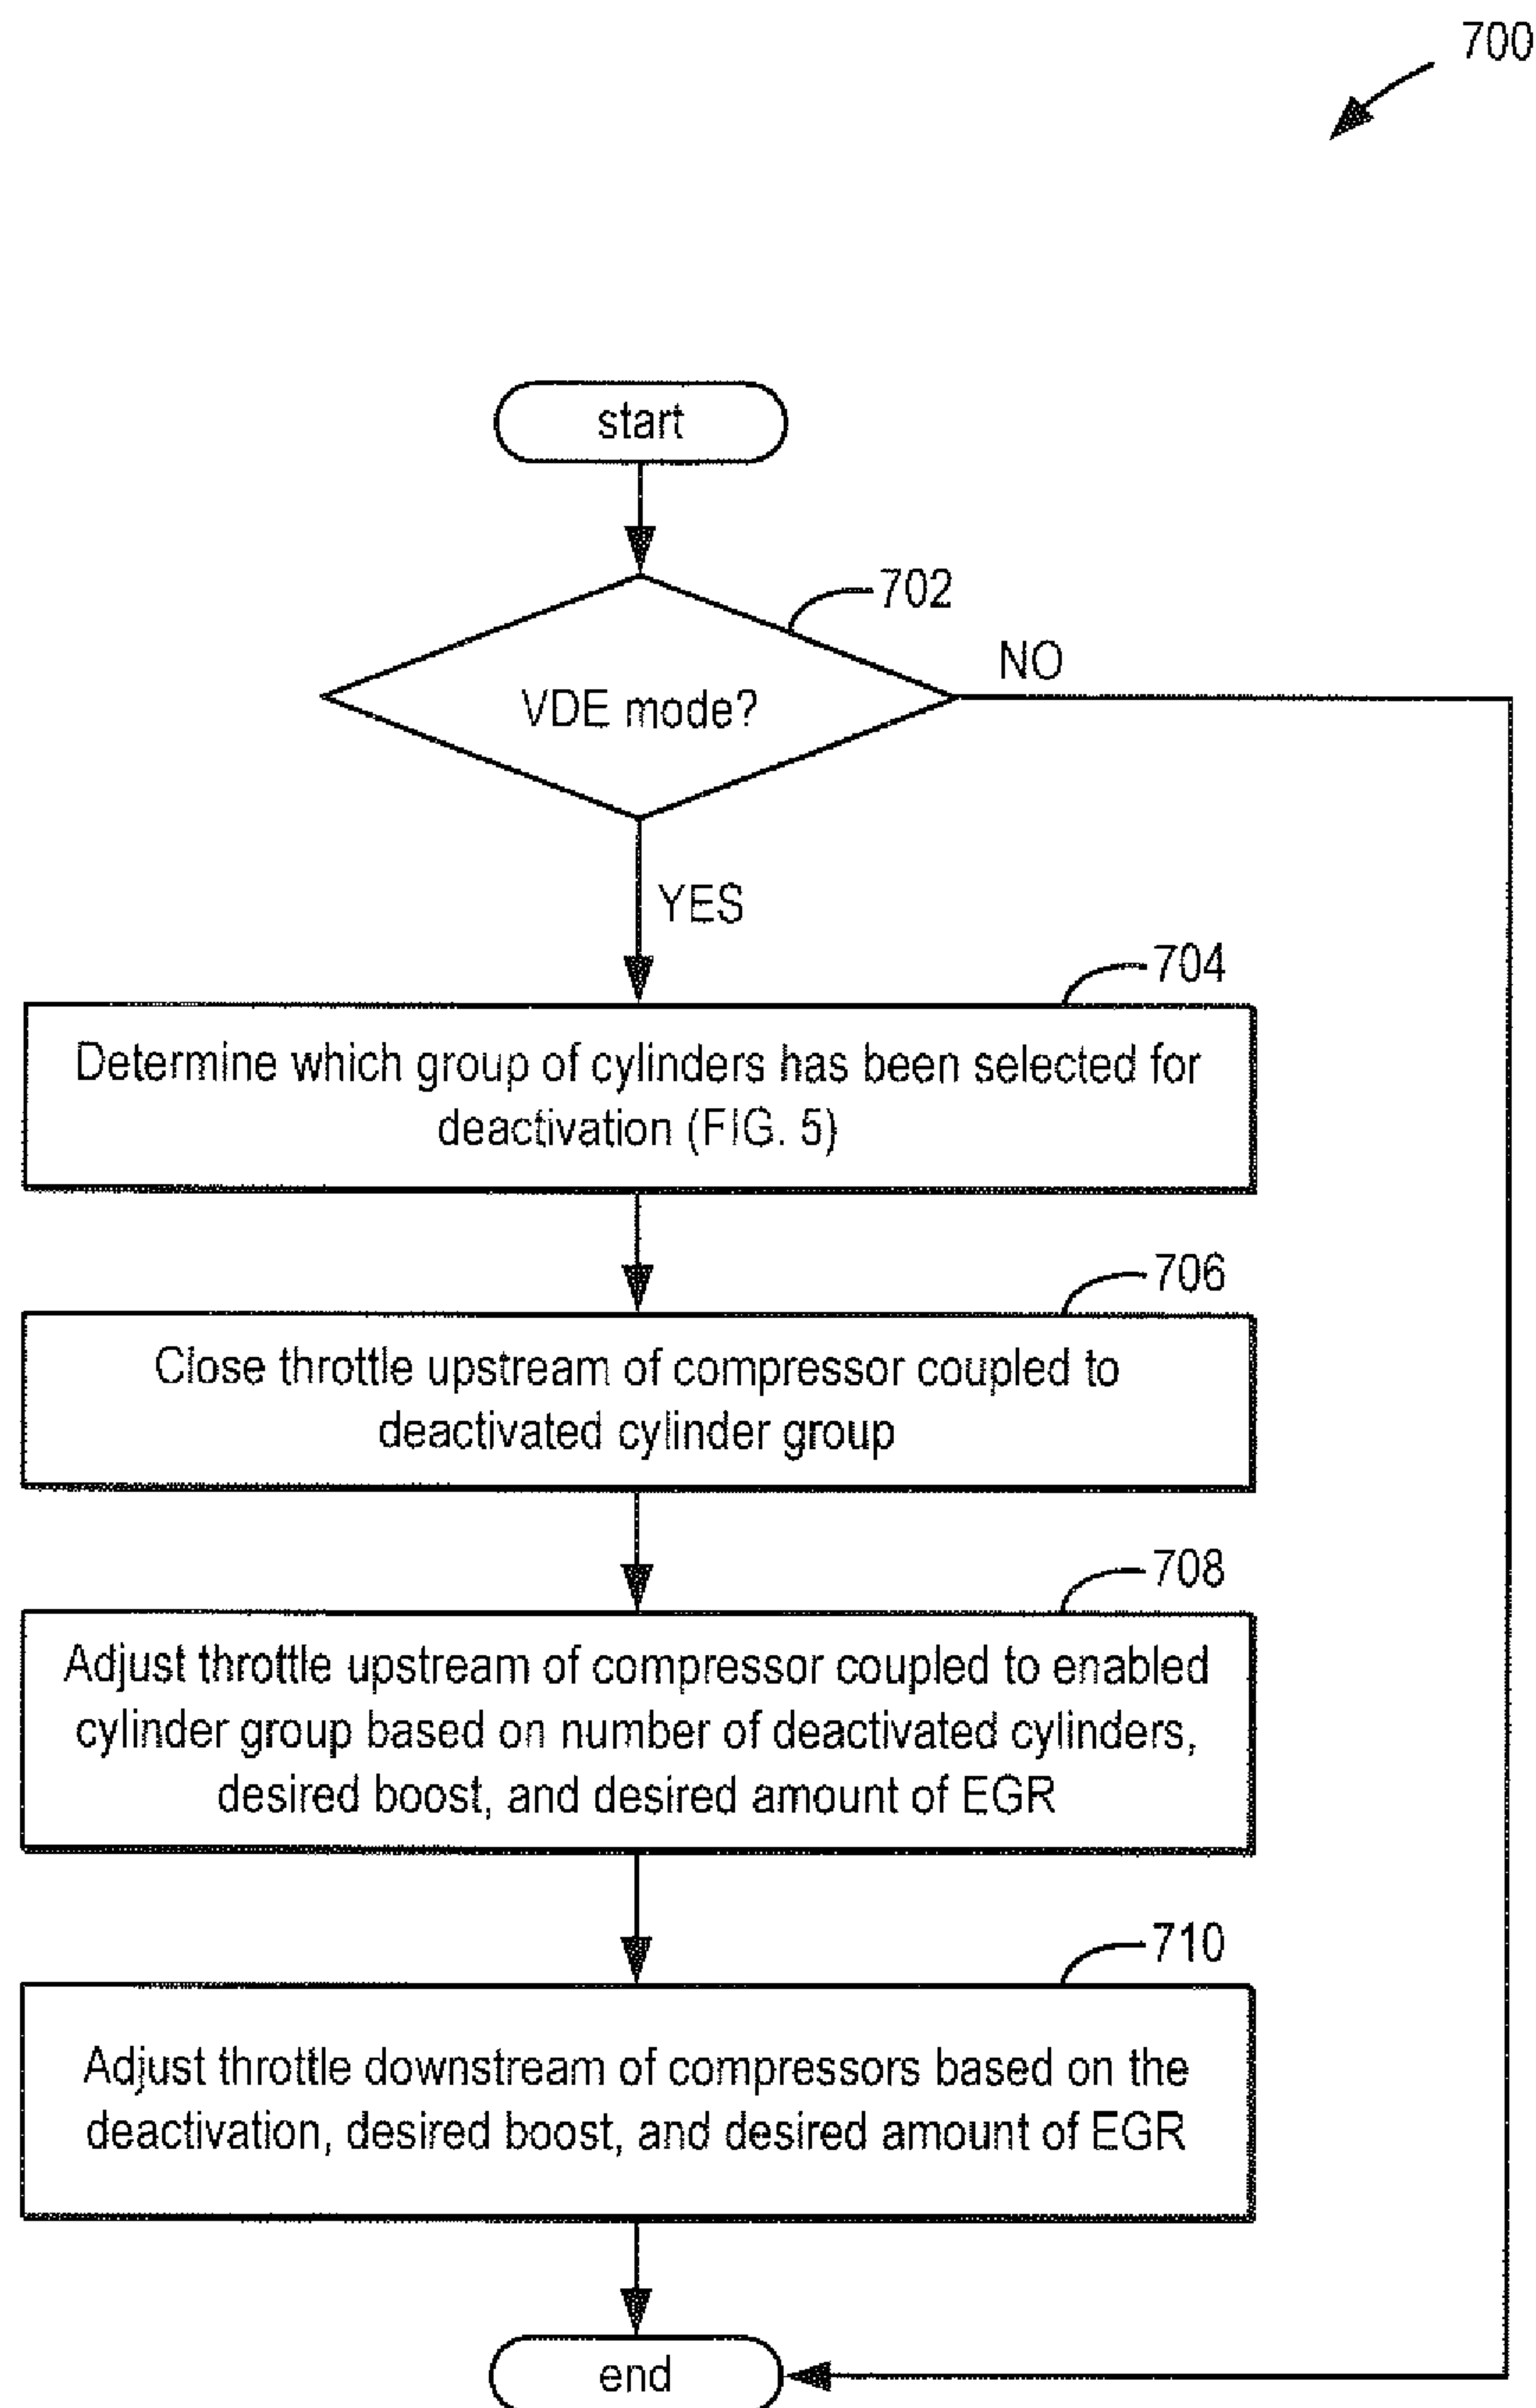 700
start
702
NO
VDE mode?
YES
704
Determine which group of cylinders has been selected for
deactivation (FIG. 5)
706
Close throttle upstream of compressor coupled to
deactivated cylinder group
708
Adjust throttle upstream of compressor coupled to enabled
cylinder group based on number of deactivated cylinders,
desired boost, and desired amount of EGR
710
Adjust throttle downstream of compressors based on the
deactivation, desired boost, and desired amount of EGR
end